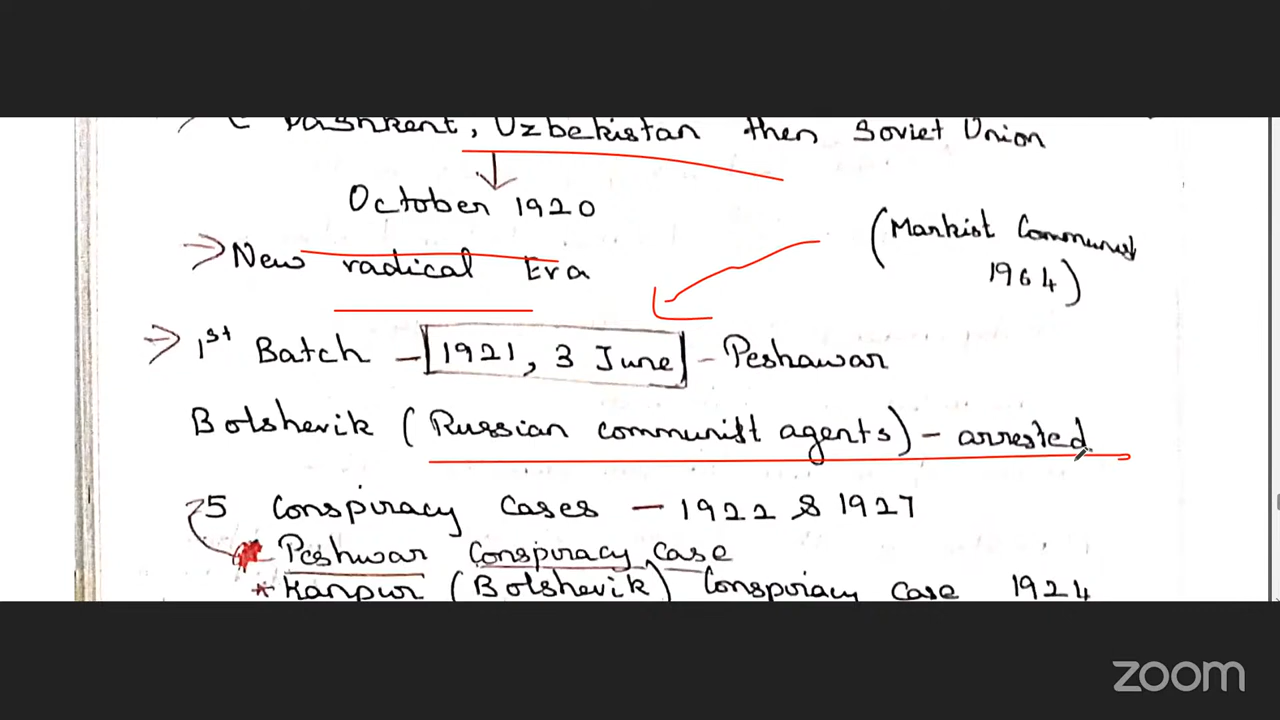 Tashkent, Uzbekistan then Soviet Union
October 1920
⇒ New radical Era
(Marxist Communist
1964)
⇒ 1st Batch - [1921, 3 June] - Peshawar
Bolshevik (Russian communist agents) - arrested
5 Conspiracy Cases - 1922 & 1927
* Peshwar Conspiracy Case
* Kanpur (Bolshevik) Conspiracy case 1924
zoom